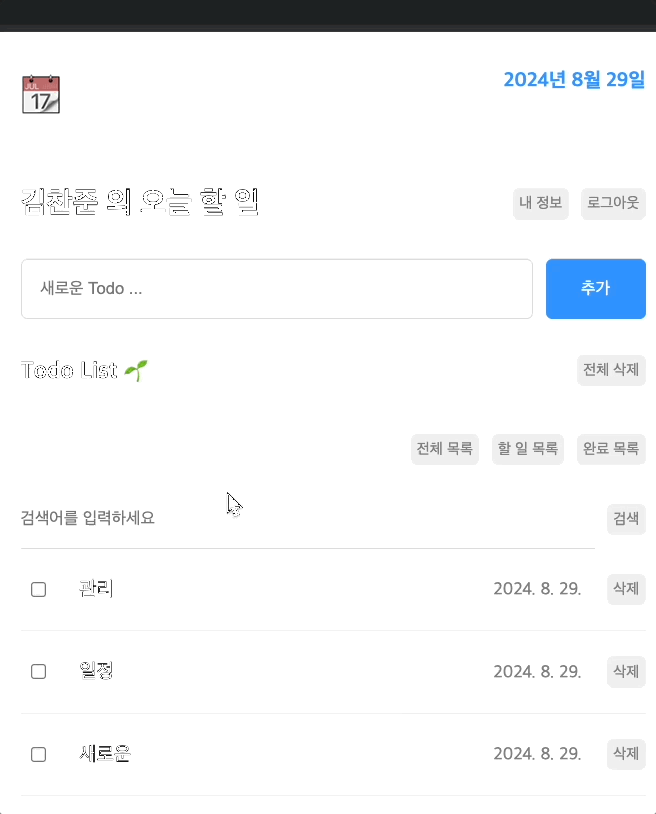 JUL
17
2024년 8월 29일
김찬준 의 오늘 할 일
내 정보 로그아웃
새로운 Todo ... 추가
Todo List 🌱 전체 삭제
전체 목록 할 일 목록 완료 목록
검색어를 입력하세요 검색
관리 2024. 8. 29. 삭제
일정 2024. 8. 29. 삭제
새로운 2024. 8. 29. 삭제